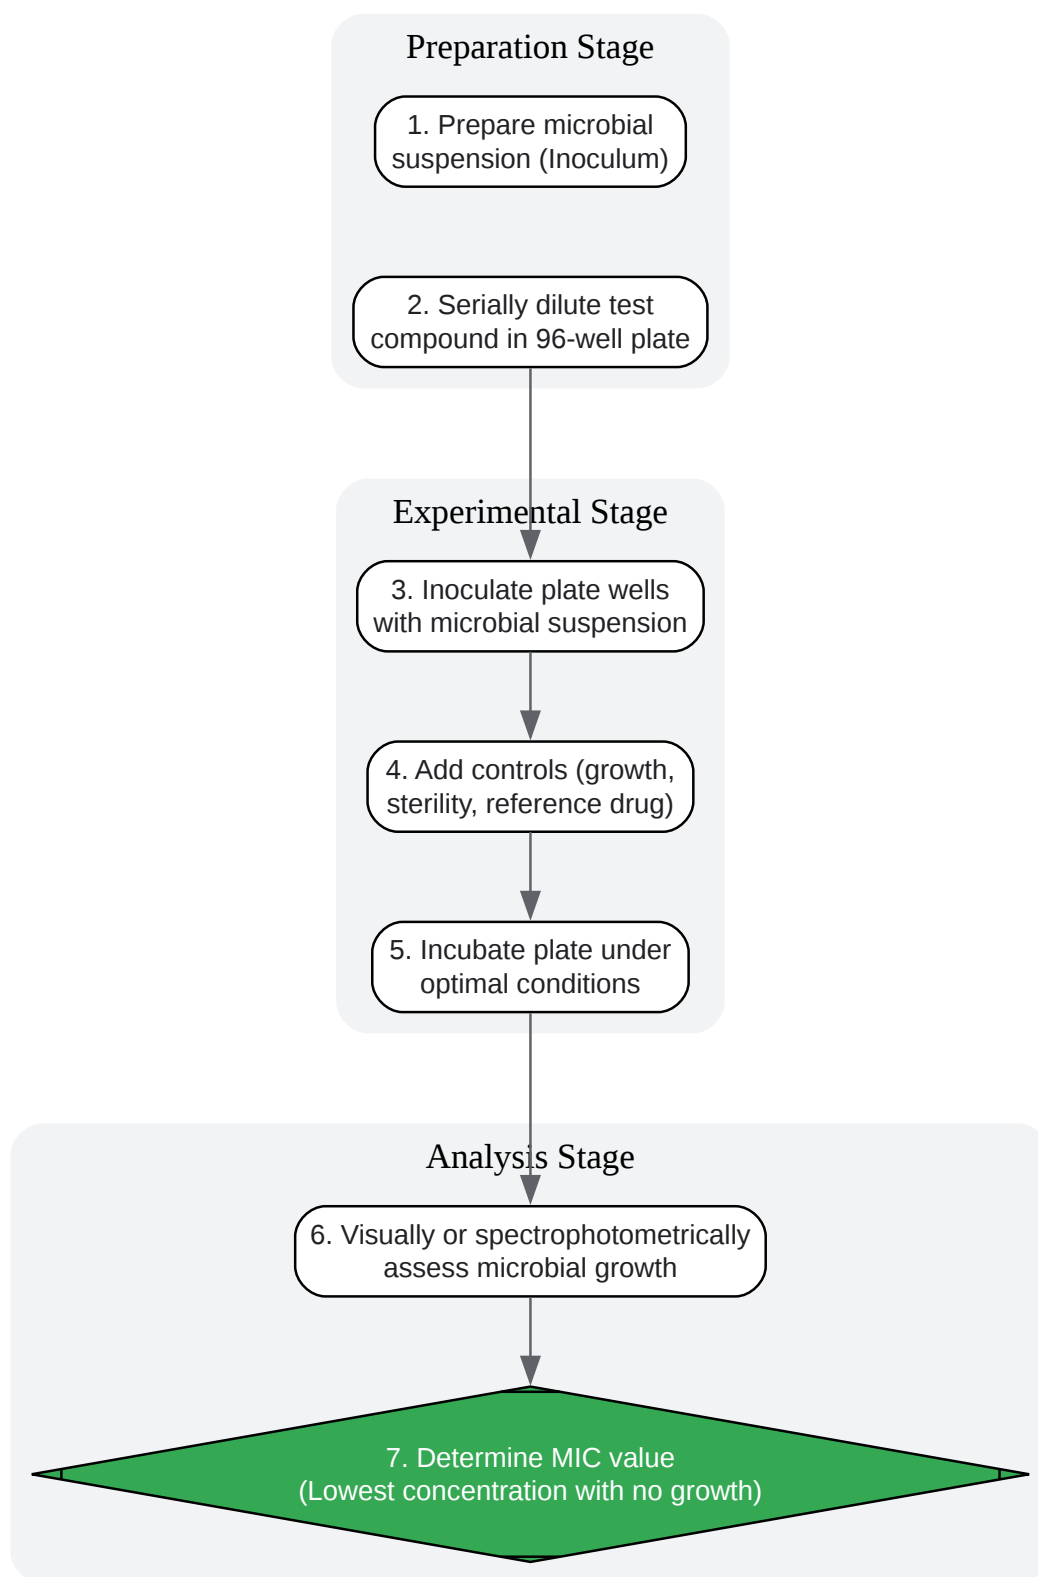 Preparation Stage
1. Prepare microbial
suspension (Inoculum)
2. Serially dilute test
compound in 96-well plate
Experimental Stage
3. Inoculate plate wells
with microbial suspension
4. Add controls (growth,
sterility, reference drug)
5. Incubate plate under
optimal conditions
Analysis Stage
6. Visually or spectrophotometrically
assess microbial growth
7. Determine MIC value
(Lowest concentration with no growth)